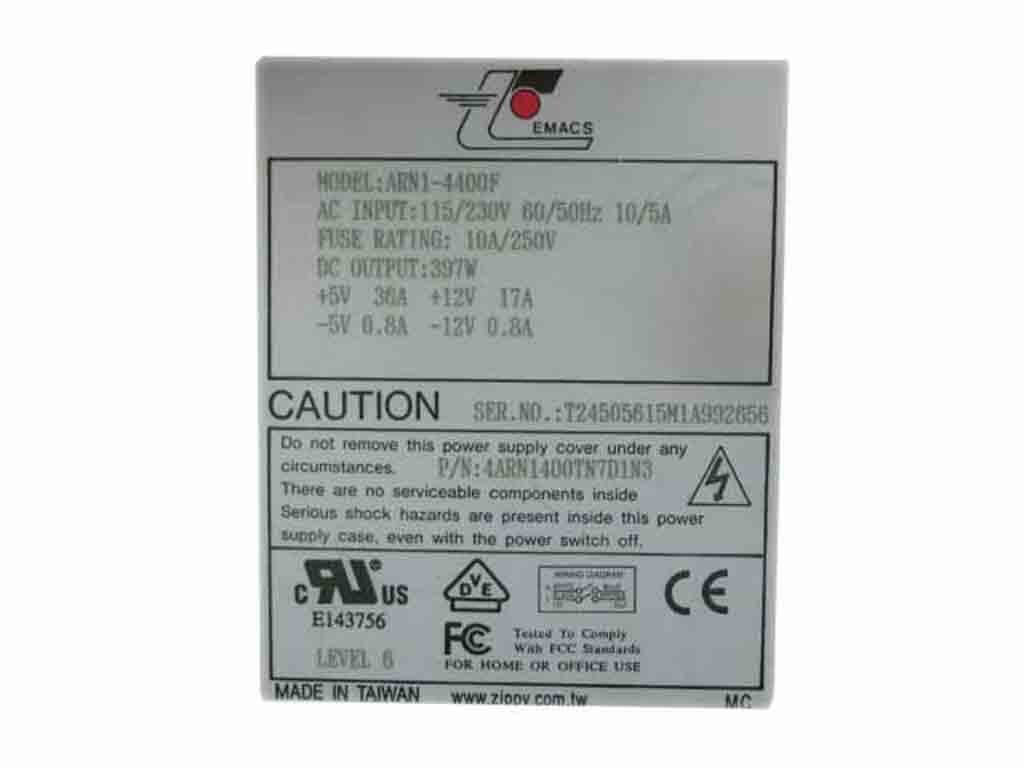 EMACS
MODEL:ARN1-4400F
AC INPUT:115/230V 60/50Hz 10/5A
FUSE RATING: 10A/250V
DC OUTPUT:397W
+5V 36A +12V 17A
-5V 0.8A -12V 0.8A
CAUTION SER.NO.:T24505615M1A992656
Do not remove this power supply cover under any
circumstances. P/N:4ARN1400TN7D1N3
There are no serviceable components inside
Serious shock hazards are present inside this power
supply case, even with the power switch off.
C RU ® US
E143756
LEVEL 6
DVE
WIRING DIAGRAM
CE
FC Tested To Comply
With FCC Standards
FOR HOME OR OFFICE USE
MADE IN TAIWAN www.zippy.com.tw MC